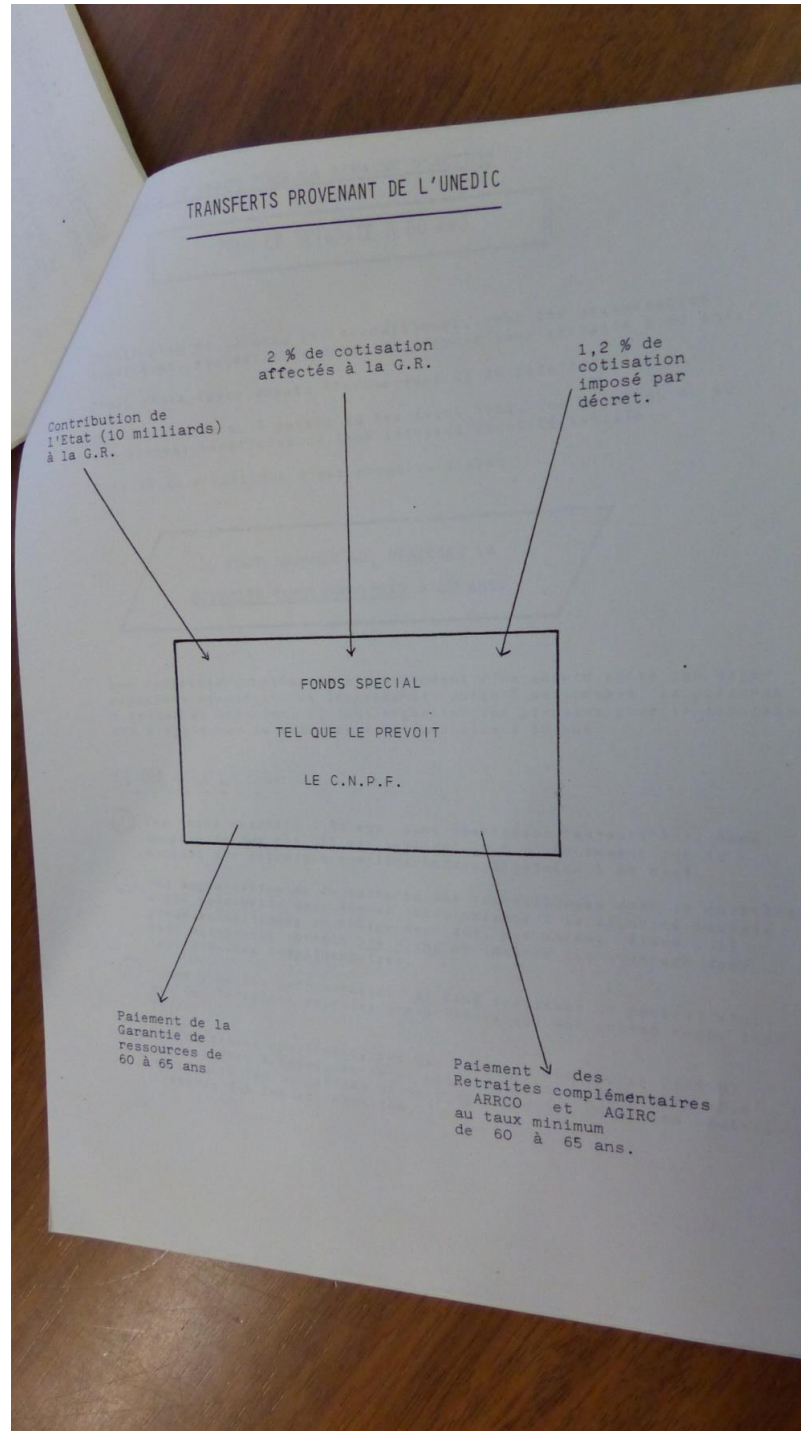 TRANSFERTS PROVENANT DE L'UNEDIC
Contribution de
l'Etat (10 milliards)
à la G.R.
2 % de cotisation
affectés à la G.R.
1,2 % de
cotisation
imposé par
décret.
FONDS SPECIAL
TEL QUE LE PREVOIT
LE C.N.P.F.
Paiement de la
Garantie de
ressources de
60 à 65 ans
Paiement des
Retraites complémentaires
ARRCO et AGIRC
au taux minimum
de 60 à 65 ans.